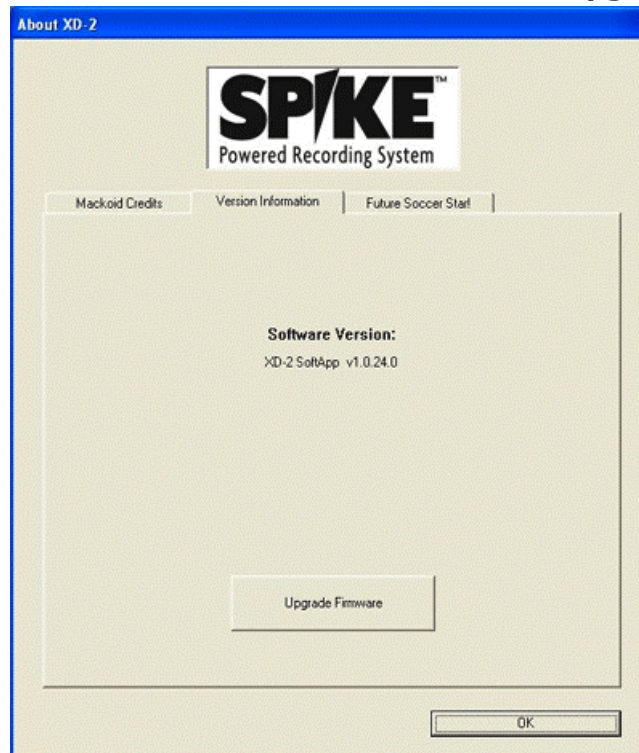 About XD-2
SPIKE™
Powered Recording System
Mackoid Credits Version Information Future Soccer Star!
Software Version:
XD-2 SoftApp v1.0.24.0
Upgrade Firmware
OK